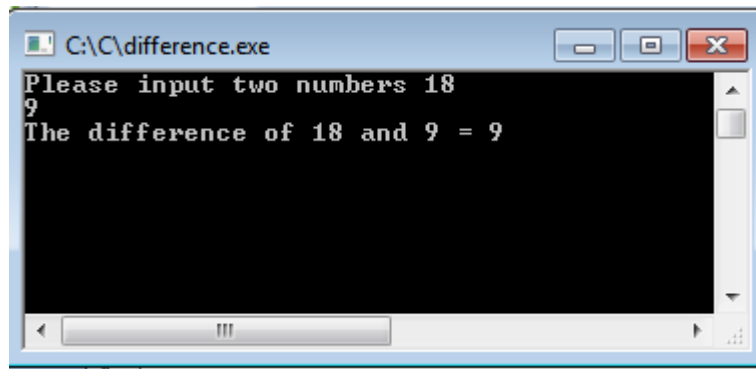 C:\C\difference.exe
Please input two numbers 18
9
The difference of 18 and 9 = 9